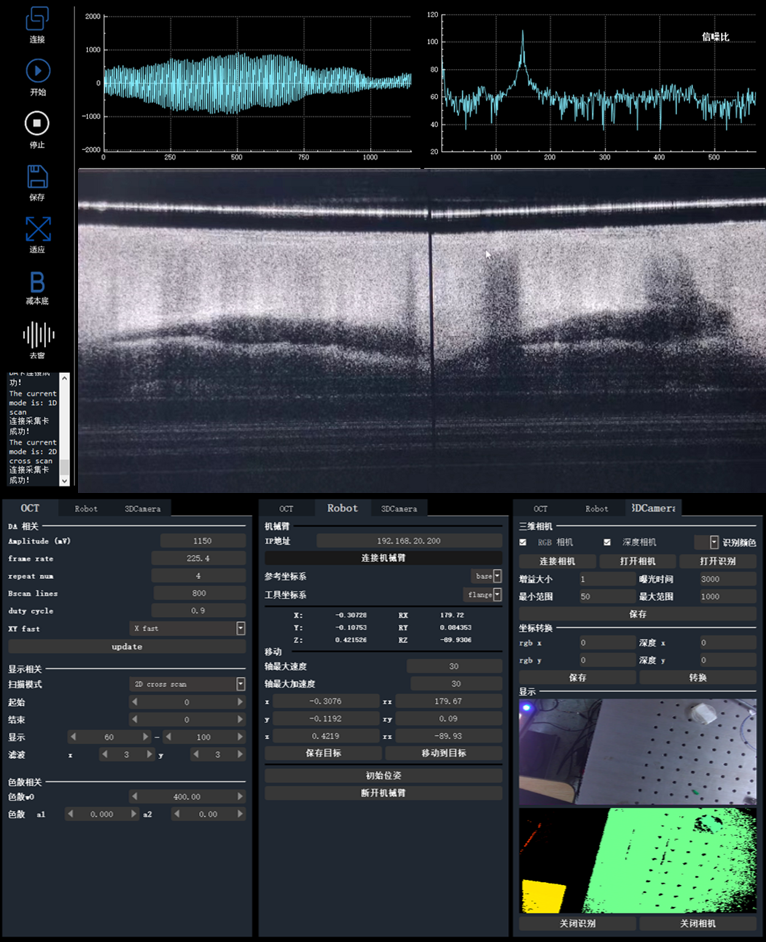 连接
开始
停止
保存
适应
B
减本底
去窗
2000
1000
0
-1000
-2000
0
250
500
750
1000
120
100
80
60
40
20
100
200
300
400
500
信噪比
功!
The current
mode is: 1D
scan
连接采集卡
成功!
The current
mode is: 2D
cross scan
连接采集卡
成功!
OCT Robot 3DCamera
DA 相关
Amplitude (mV) 1150
frame rate 225.4
repeat num 4
Bscan lines 800
duty cycle 0.9
XY fast X fast
update
显示相关
扫描模式 2D cross scan
起始 0
结束 0
显示 60 - 100
滤波 x 3 y 3
色散相关
色散w0 400.00
色散 a1 0.000 a2 0.00
OCT Robot 3DCamera
机械臂
IP地址 192.168.20.200
连接机械臂
参考坐标系 base
工具坐标系 flange
X: -0.30728 RX 179.72
Y: -0.10753 RY 0.084353
Z: 0.421526 RZ -89.9306
移动
轴最大速度 30
轴最大加速度 30
x -0.3076 rx 179.67
y -0.1192 ry 0.09
z 0.4219 rz -89.93
保存目标 移动到目标
初始位姿
断开机械臂
OCT Robot 3DCamera
三维相机
RGB 相机 深度相机 识别颜色
连接相机 打开相机 打开识别
增益大小 1 曝光时间 3000
最小范围 50 最大范围 1000
保存
坐标转换
rgb x 0 深度 x 0
rgb y 0 深度 y 0
保存 转换
显示
关闭识别 关闭相机